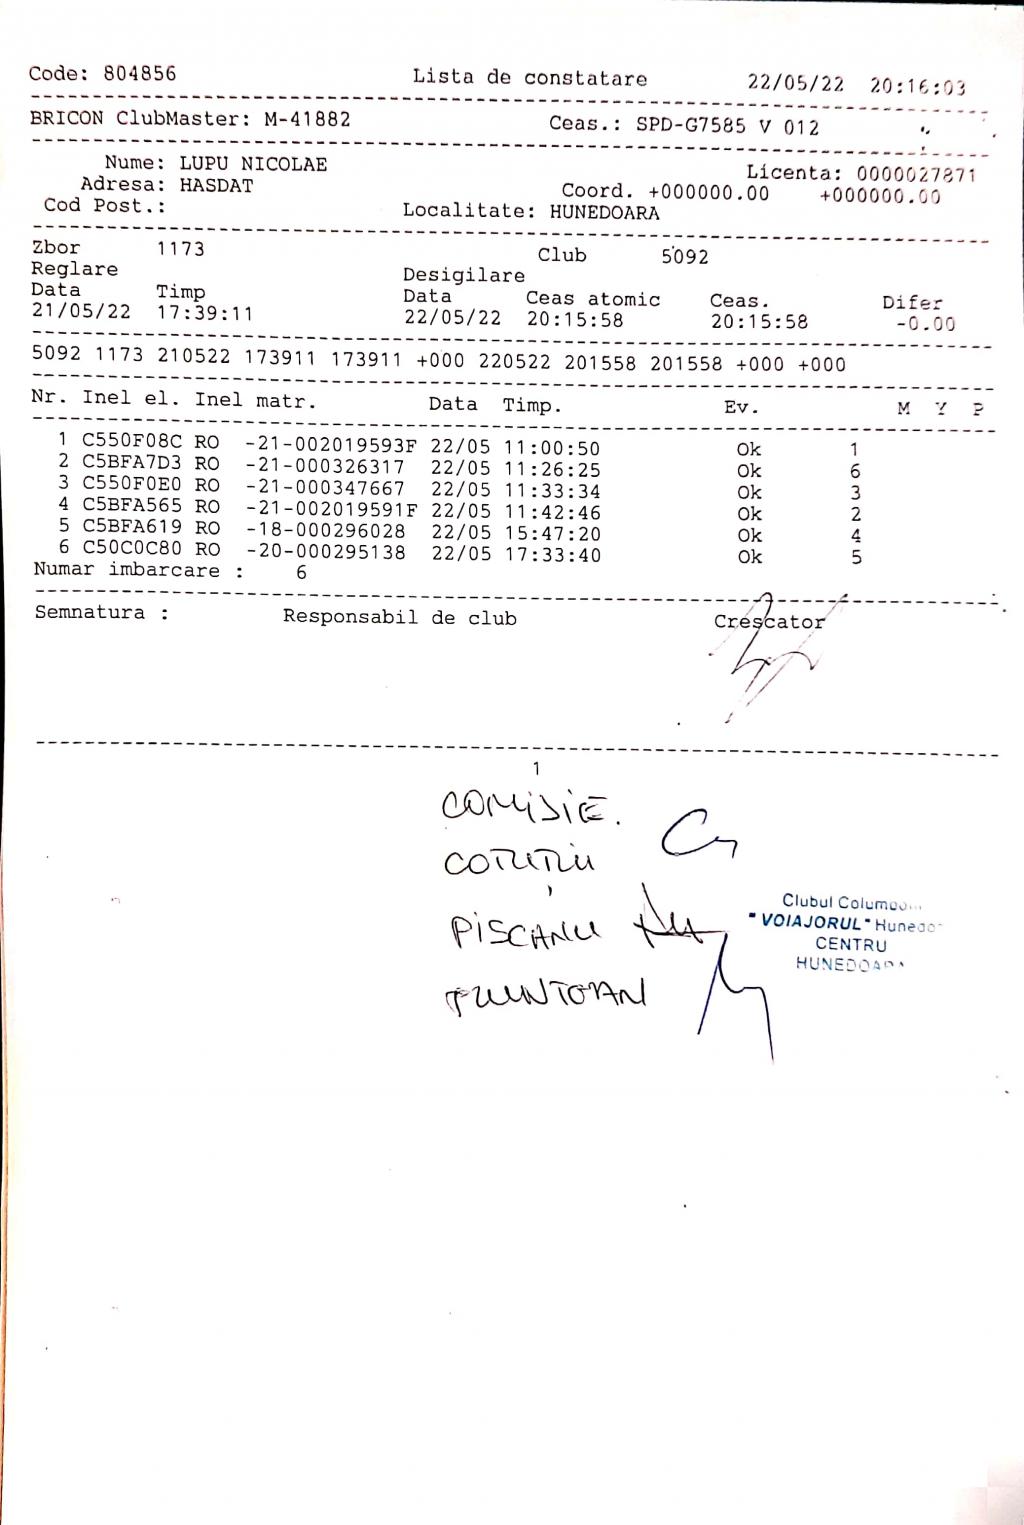 Code: 804856 Lista de constatare 22/05/22 20:16:03
BRICON ClubMaster: M-41882 Ceas.: SPD-G7585 V 012
Nume: LUPU NICOLAE Licenta: 0000027871
Adresa: HASDAT Coord. +000000.00 +000000.00
Cod Post.: Localitate: HUNEDOARA
Zbor 1173 Club 5092
Reglare Desigilare
Data Timp Data Ceas atomic Ceas. Difer
21/05/22 17:39:11 22/05/22 20:15:58 20:15:58 -0.00
5092 1173 210522 173911 173911 +000 220522 201558 201558 +000 +000
Nr. Inel el. Inel matr. Data Timp. Ev. M Y P
1 C550F08C RO -21-002019593F 22/05 11:00:50 Ok 1
2 C5BFA7D3 RO -21-000326317 22/05 11:26:25 Ok 6
3 C550F0E0 RO -21-000347667 22/05 11:33:34 Ok 3
4 C5BFA565 RO -21-002019591F 22/05 11:42:46 Ok 2
5 C5BFA619 RO -18-000296028 22/05 15:47:20 Ok 4
6 C50C0C80 RO -20-000295138 22/05 17:33:40 Ok 5
Numar imbarcare : 6
Semnatura : Responsabil de club Crescator
1
COMISIE.
PISCANU
Clubul
"VOIAJORUL"
CENTRU
HUNEDOARA